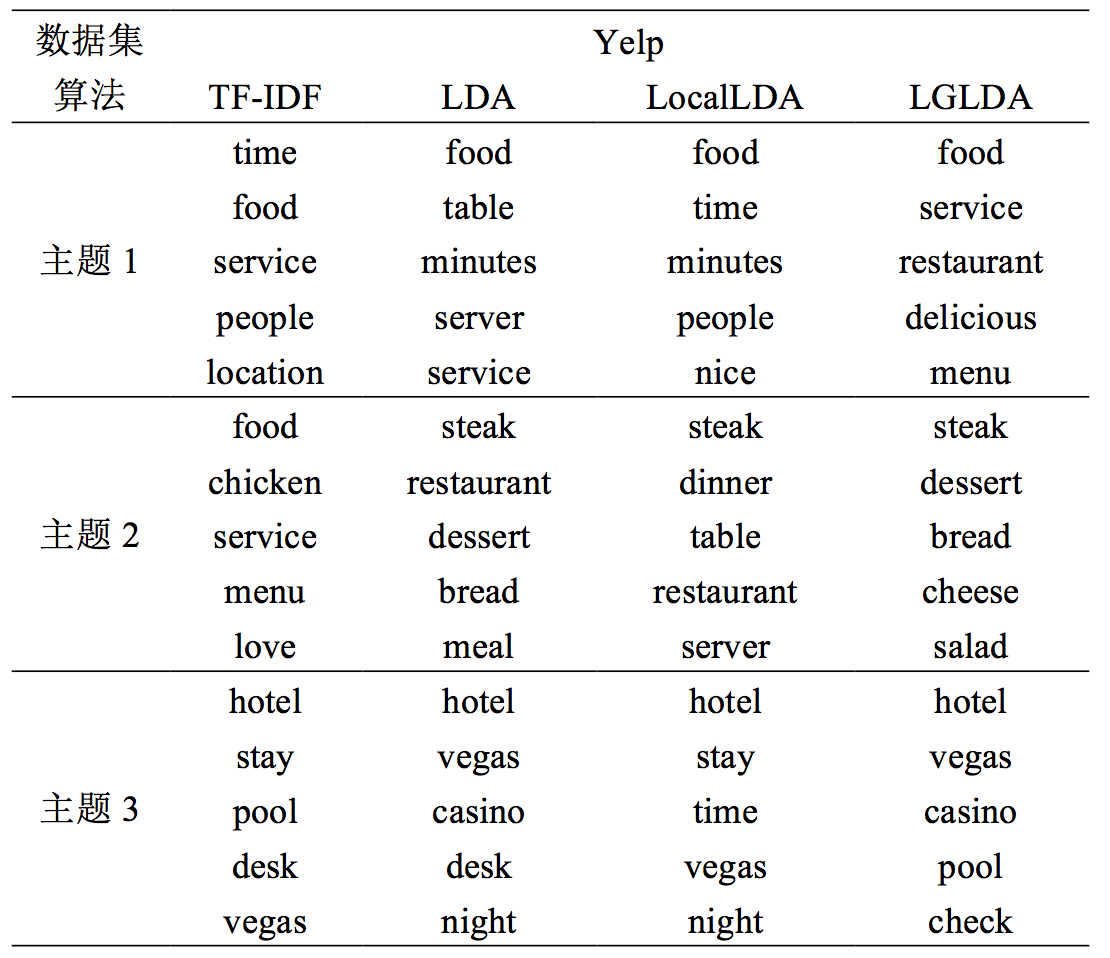 数据集 Yelp
算法 TF-IDF LDA LocalLDA LGLDA
time food food food
food table time service
主题 1 service minutes minutes restaurant
people server people delicious
location service nice menu
food steak steak steak
chicken restaurant dinner dessert
主题 2 service dessert table bread
menu bread restaurant cheese
love meal server salad
hotel hotel hotel hotel
stay vegas stay vegas
主题 3 pool casino time casino
desk desk vegas pool
vegas night night check